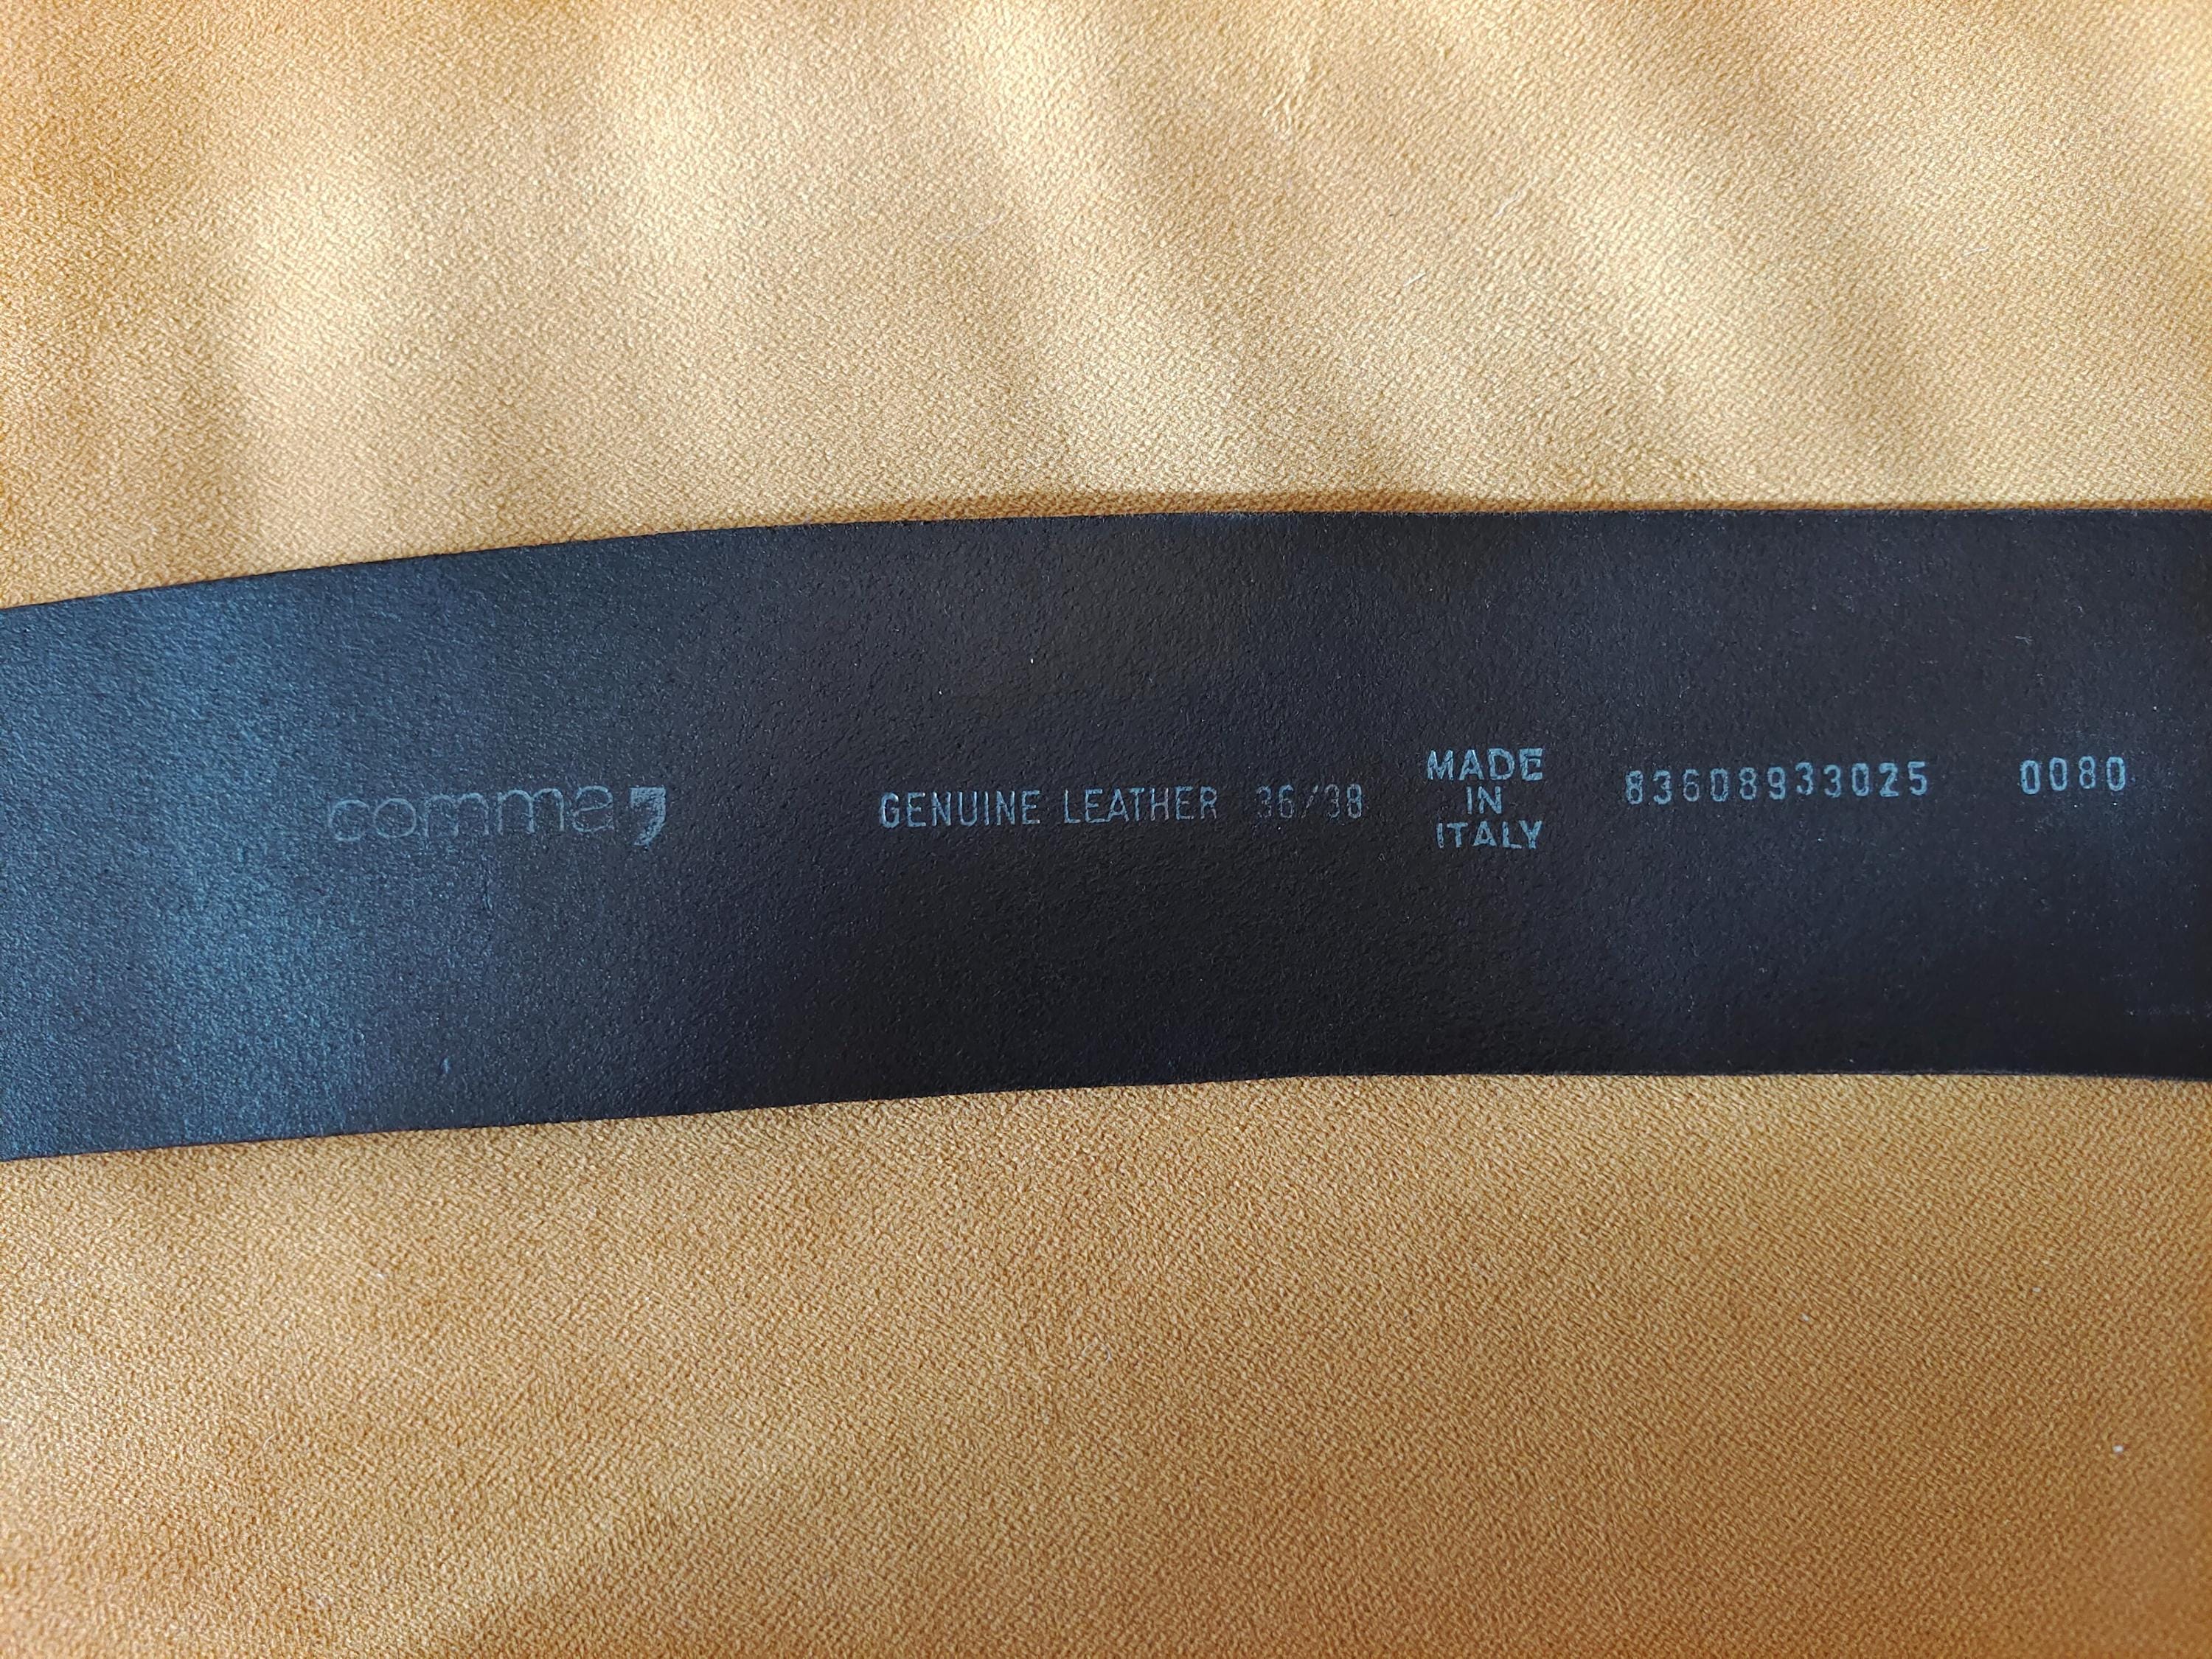 comma,
GENUINE LEATHER 36/38
MADE
IN
ITALY
83608933025 0080